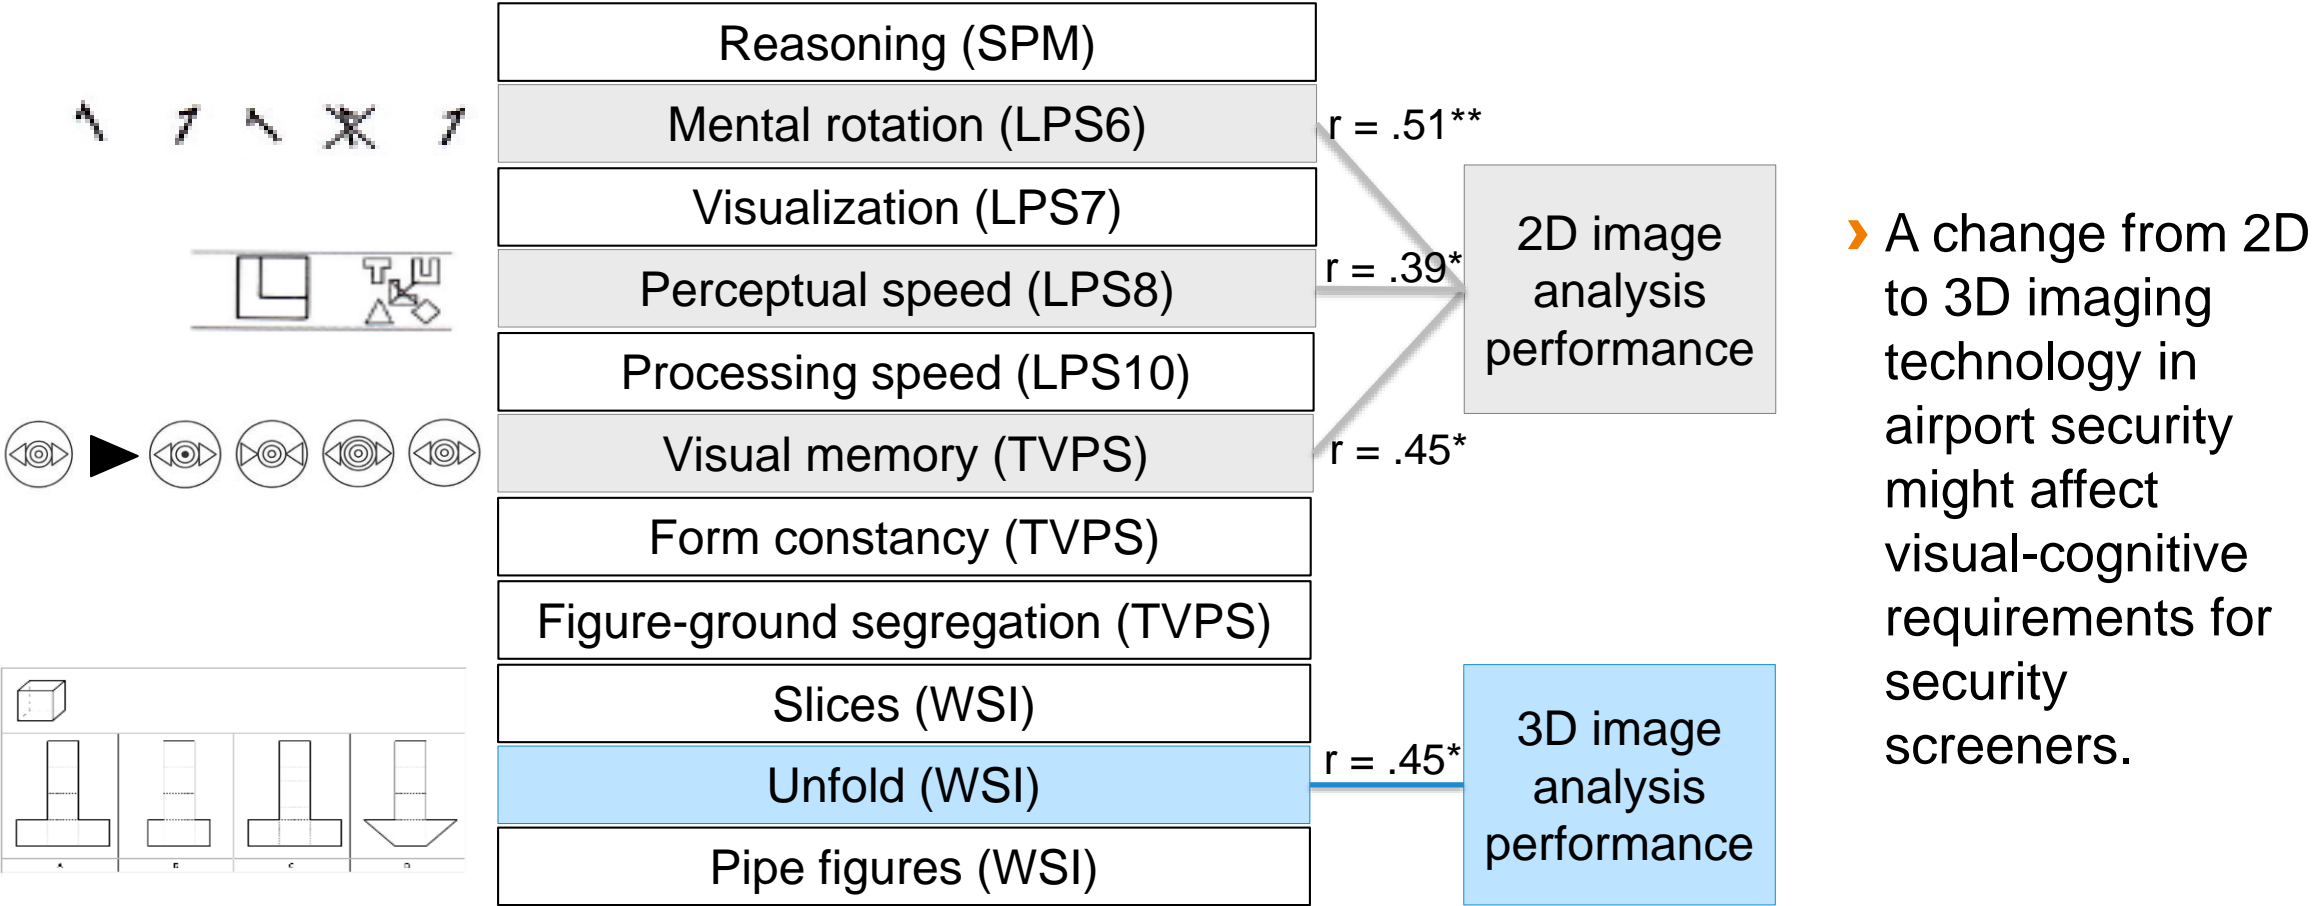 Reasoning (SPM)
Mental rotation (LPS6)
Visualization (LPS7)
Perceptual speed (LPS8)
Processing speed (LPS10)
Visual memory (TVPS)
Form constancy (TVPS)
Figure-ground segregation (TVPS)
Slices (WSI)
Unfold (WSI)
Pipe figures (WSI)
r = .51**
r = .39*
r = .45*
r = .45*
2D image
analysis
performance
3D image
analysis
performance
› A change from 2D
to 3D imaging
technology in
airport security
might affect
visual-cognitive
requirements for
security
screeners.
A B C D